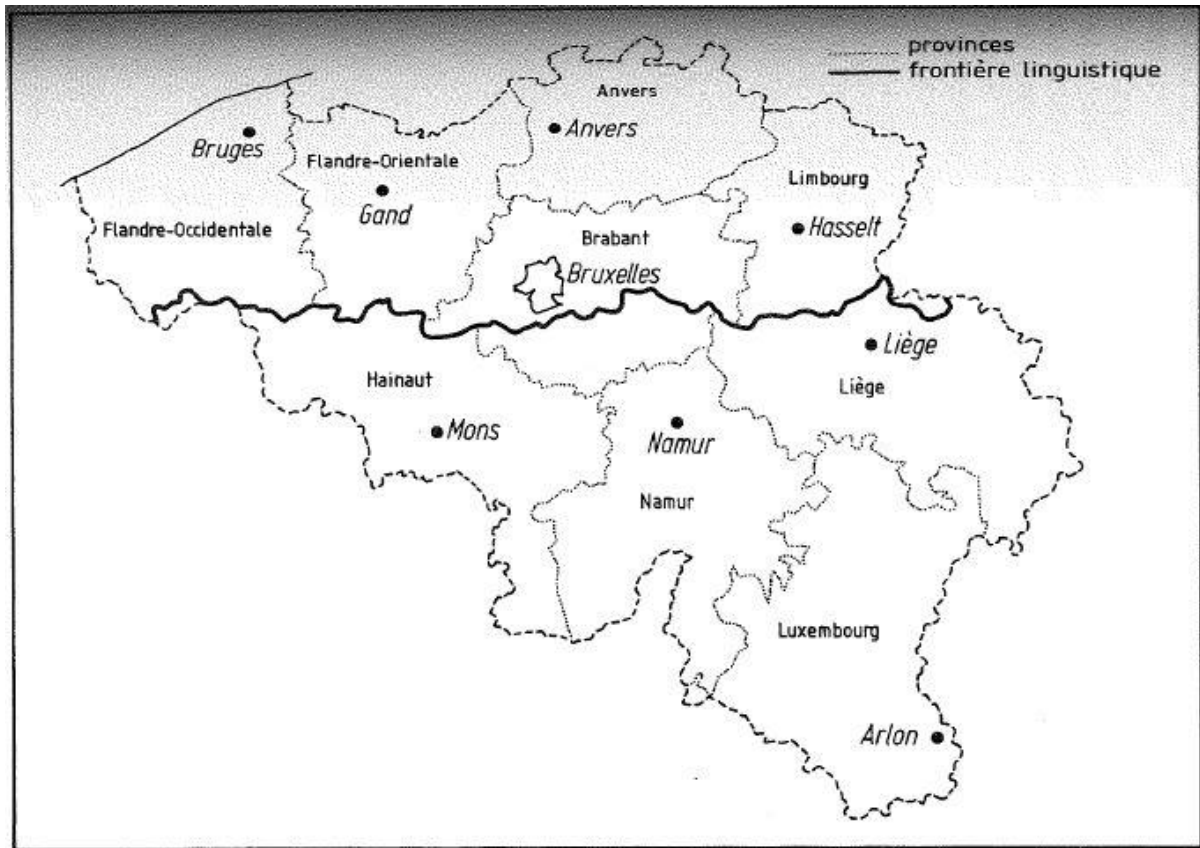 provinces
frontière linguistique
Anvers
Anvers
Bruges
Flandre-Orientale
Gand
Limbourg
Hasselt
Flandre-Occidentale
Brabant
Bruxelles
Liège
Liège
Hainaut
Mons
Namur
Namur
Luxembourg
Arlon